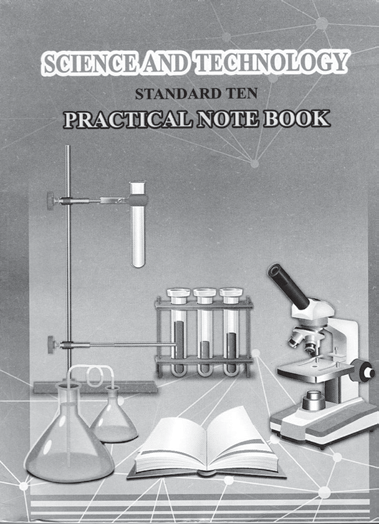 SCIENCE AND TECHNOLOGY
STANDARD TEN
PRACTICAL NOTE BOOK